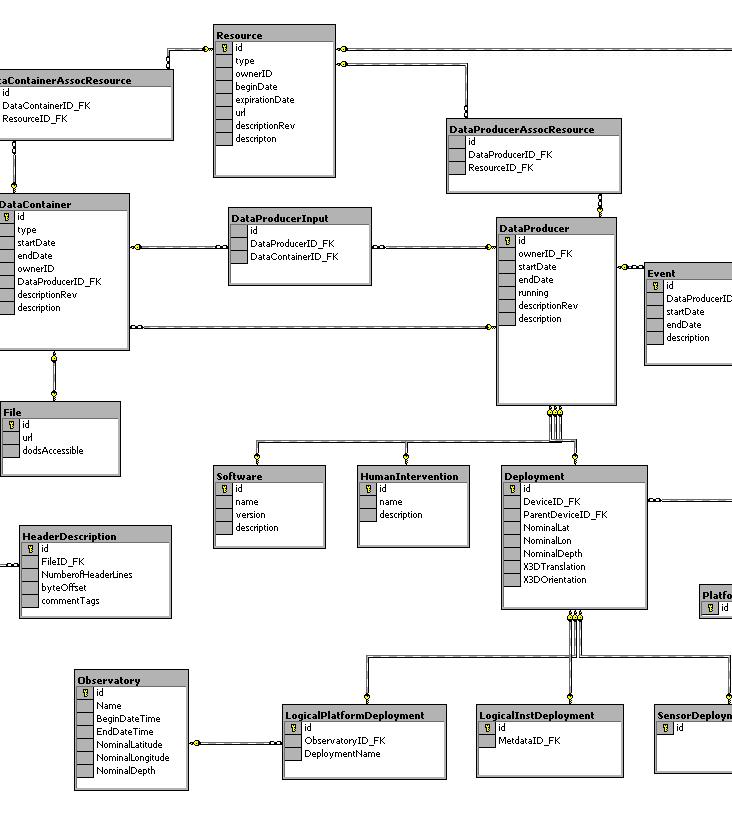 Resource
id
type
ownerID
beginDate
expirationDate
url
descriptionRev
descripton
taContainerAssocResource
id
DataContainerID_FK
ResourceID_FK
DataProducerAssocResource
id
DataProducerID_FK
ResourceID_FK
DataContainer
id
type
startDate
endDate
ownerID
DataProducerID_FK
descriptionRev
description
DataProducerInput
id
DataProducerID_FK
DataContainerID_FK
DataProducer
id
ownerID_FK
startDate
endDate
running
descriptionRev
description
Event
id
DataProducerID
startDate
endDate
description
File
id
url
dodsAccessible
Software
id
name
version
description
HumanIntervention
id
name
description
Deployment
id
DeviceID_FK
ParentDeviceID_FK
NominalLat
NominalLon
NominalDepth
X3DTranslation
X3DOrientation
HeaderDescription
id
FileID_FK
NumberofHeaderLines
byteOffset
commentTags
Platfo
id
Observatory
id
Name
BeginDateTime
EndDateTime
NominalLatitude
NominalLongitude
NominalDepth
LogicalPlatformDeployment
id
ObservatoryID_FK
DeploymentName
LogicalInstDeployment
id
MetdataID_FK
SensorDeploym
id